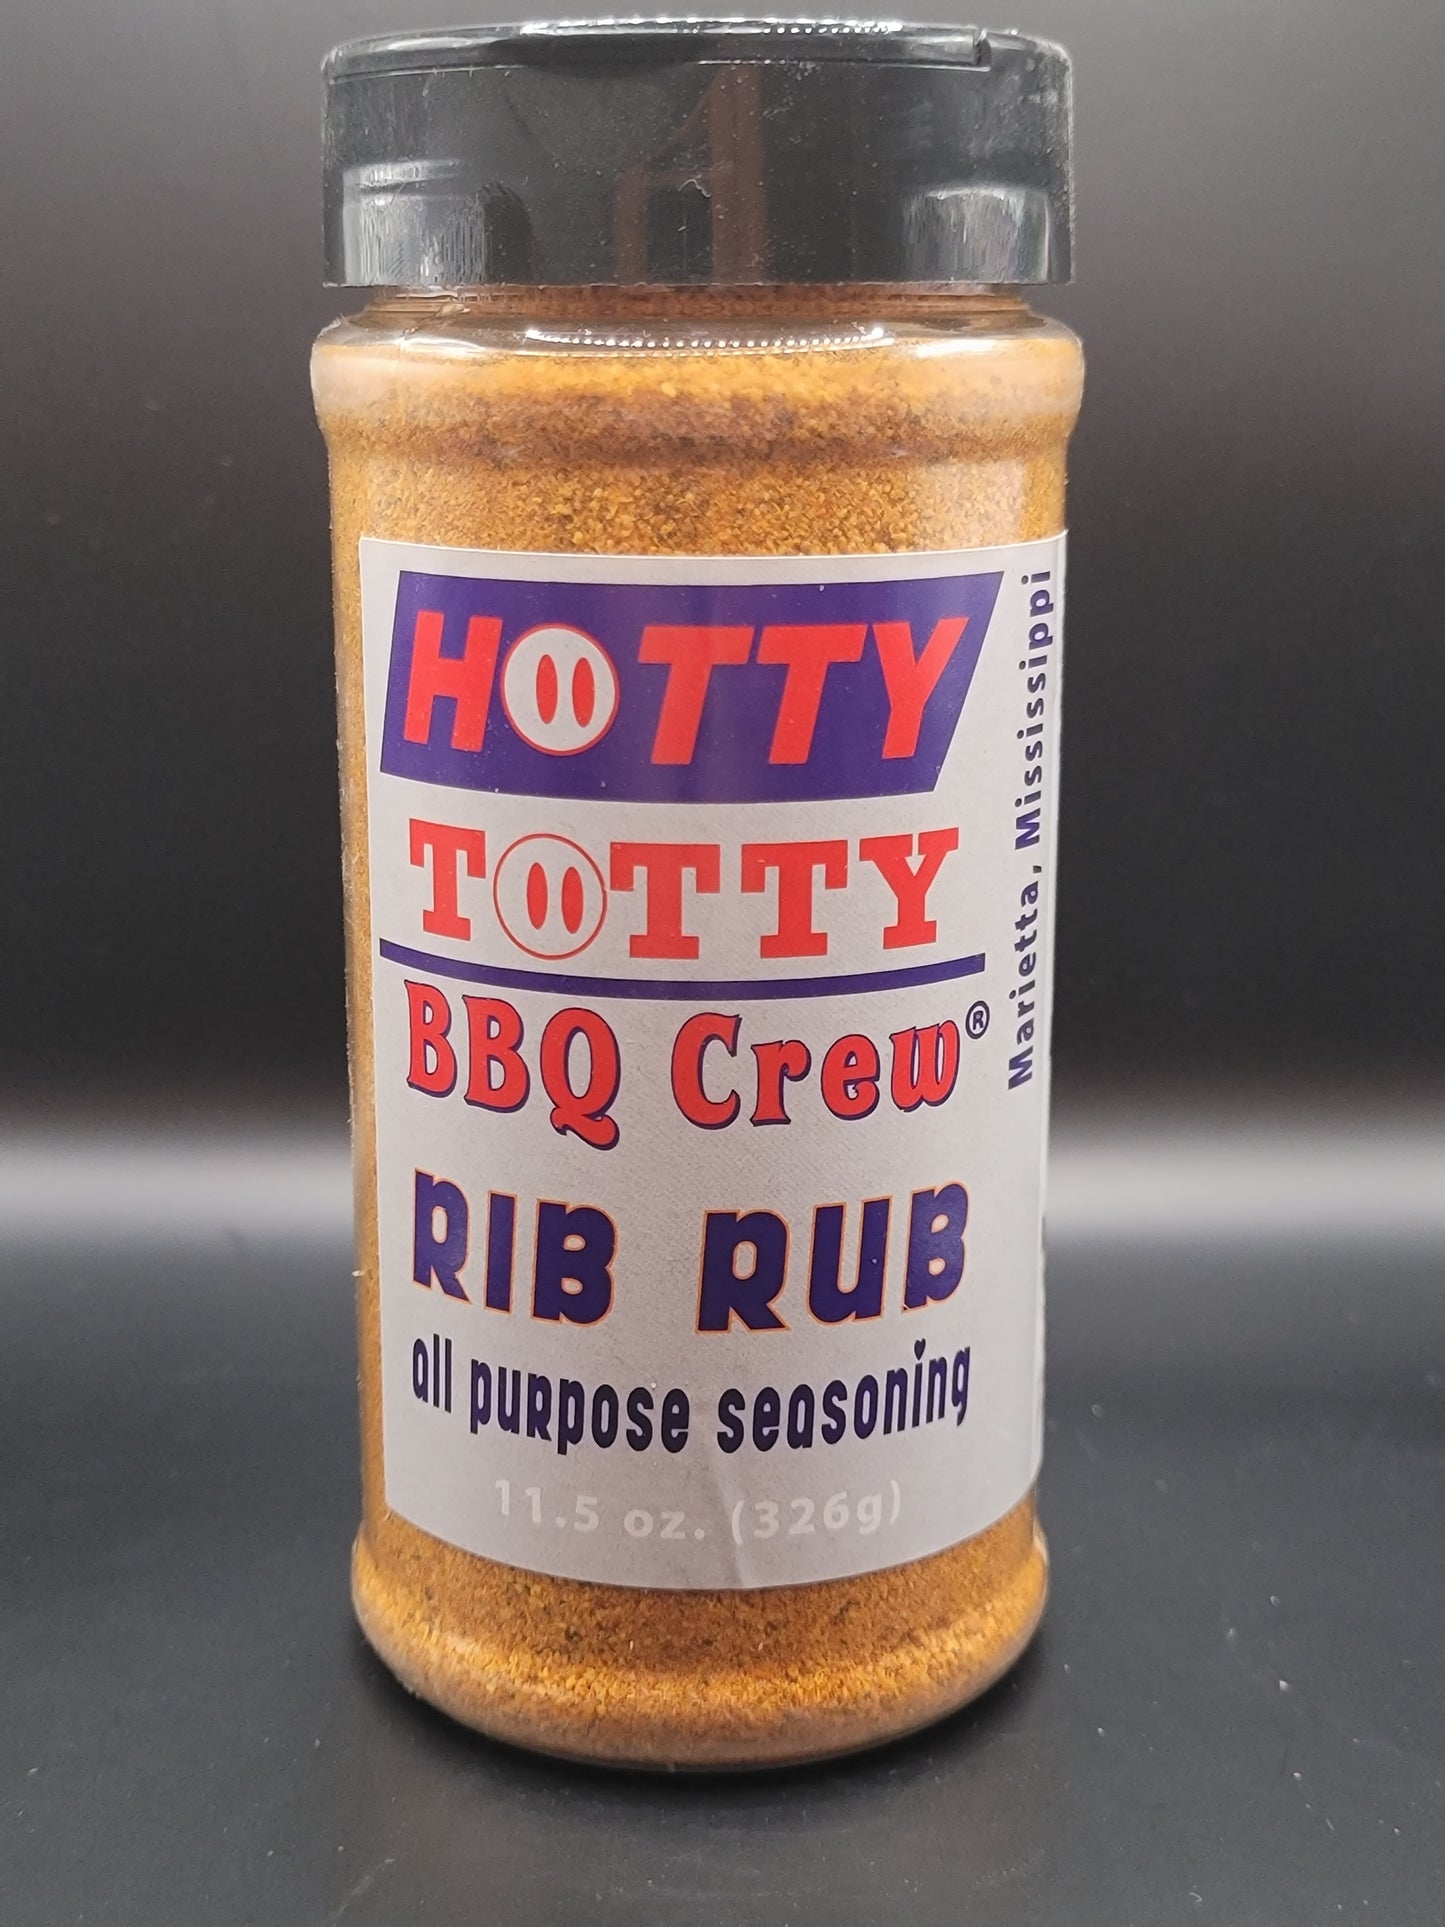 HOTTY
TOTTY
BBQ Crew®
RIB RUB
all purpose seasoning
11.5 oz. (326g)
Marietta, Mississippi